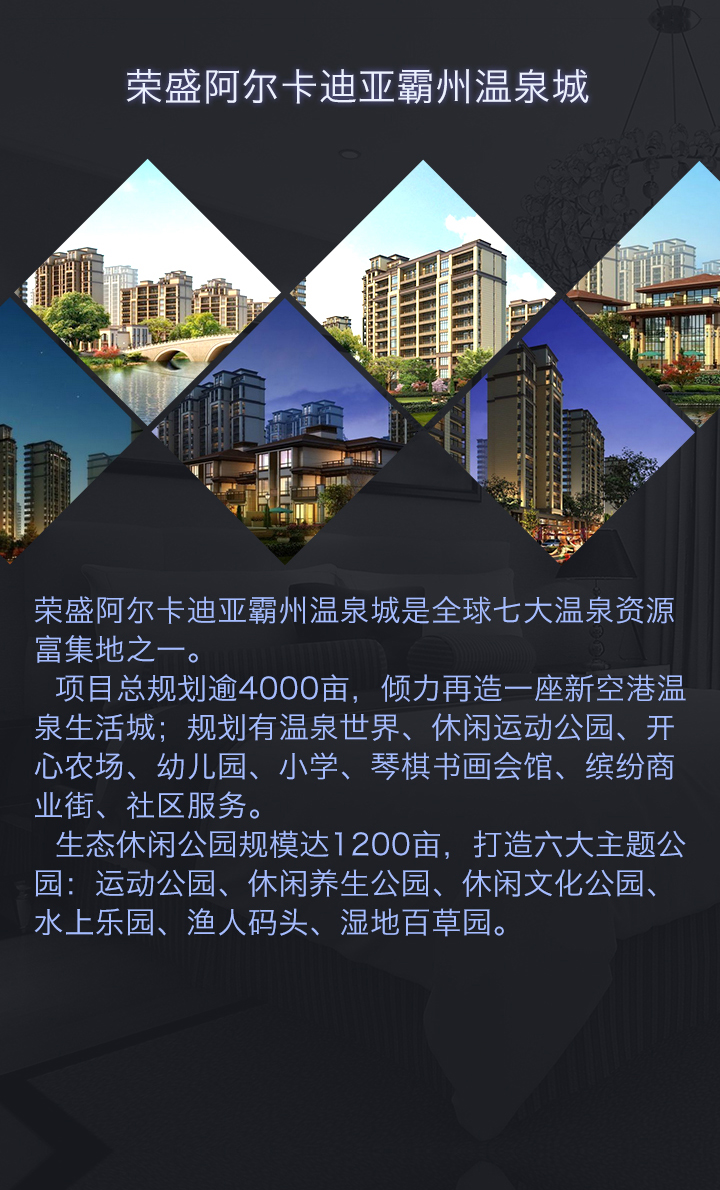 荣盛阿尔卡迪亚霸州温泉城
荣盛阿尔卡迪亚霸州温泉城是全球七大温泉资源
富集地之一。
项目总规划逾4000亩，倾力再造一座新空港温
泉生活城；规划有温泉世界、休闲运动公园、开
心农场、幼儿园、小学、琴棋书画会馆、缤纷商
业街、社区服务。
生态休闲公园规模达1200亩，打造六大主题公
园：运动公园、休闲养生公园、休闲文化公园、
水上乐园、渔人码头、湿地百草园。